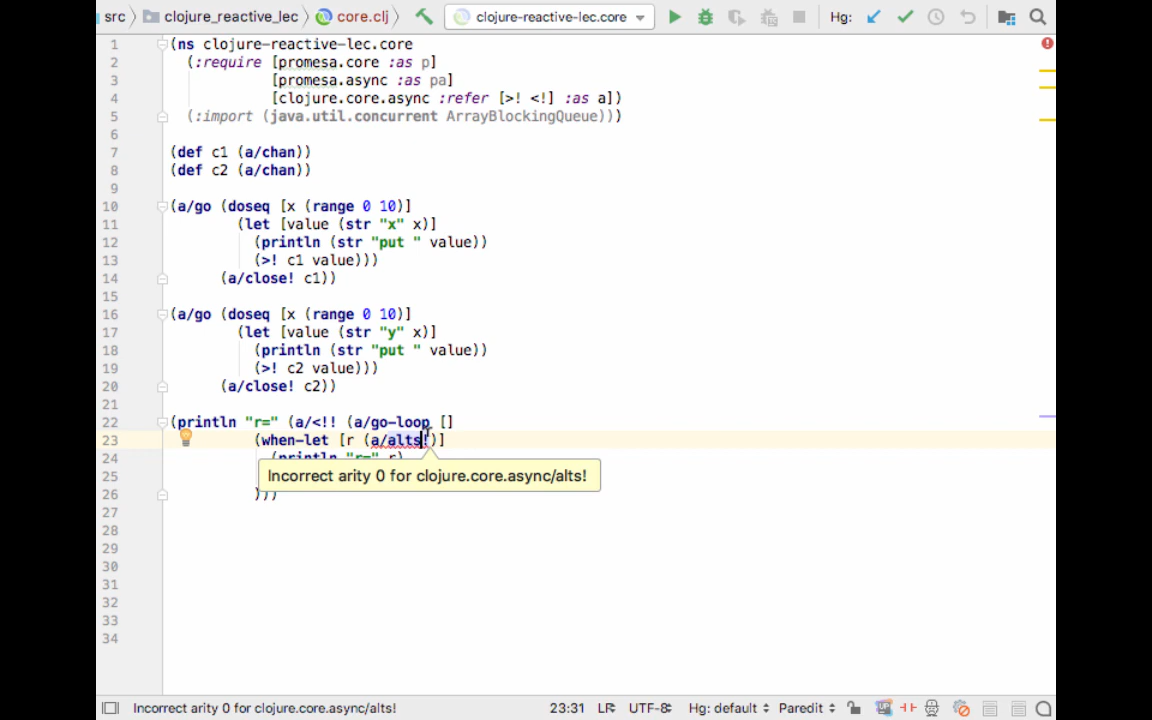 src clojure_reactive_lec core.clj clojure-reactive-lec.core Hg:
1 (ns clojure-reactive-lec.core
2 (:require [promesa.core :as p]
3 [promesa.async :as pa]
4 [clojure.core.async :refer [>! <!] :as a])
5 (:import (java.util.concurrent ArrayBlockingQueue)))
6
7 (def c1 (a/chan))
8 (def c2 (a/chan))
9
10 (a/go (doseq [x (range 0 10)]
11 (let [value (str "x" x)]
12 (println (str "put " value))
13 (>! c1 value)))
14 (a/close! c1))
15
16 (a/go (doseq [x (range 0 10)]
17 (let [value (str "y" x)]
18 (println (str "put " value))
19 (>! c2 value)))
20 (a/close! c2))
21
22 (println "r=" (a/<!! (a/go-loop []
23 (when-let [r (a/alts!)]
24 (println "r=" r)
25
Incorrect arity 0 for clojure.core.async/alts!
26 )))
27
28
29
30
31
32
33
34
Incorrect arity 0 for clojure.core.async/alts! 23:31 LF UTF-8 Hg: default Paredit